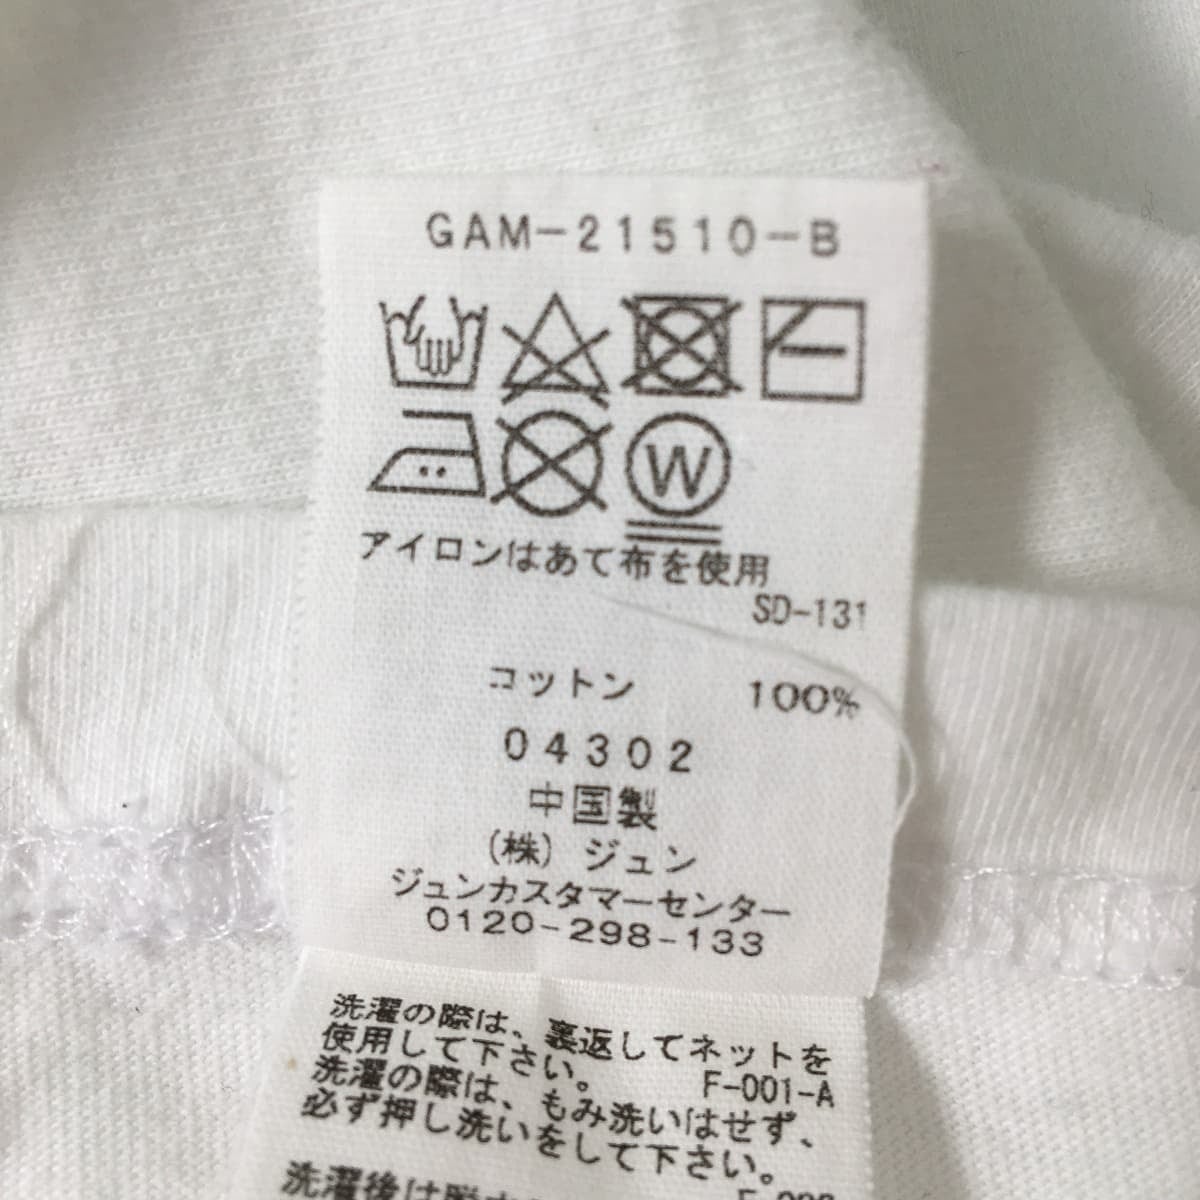 GAM-21510-B
W
アイロンはあて布を使用
SD-131
コットン 100%
04302
中国製
(株) ジュン
ジュンカスタマーセンター
0120-298-133
洗濯の際は、裏返してネットを
使用して下さい。 F-001-A
洗濯の際は、もみ洗いはせず、
必ず押し洗いをして下さい。
洗濯後は